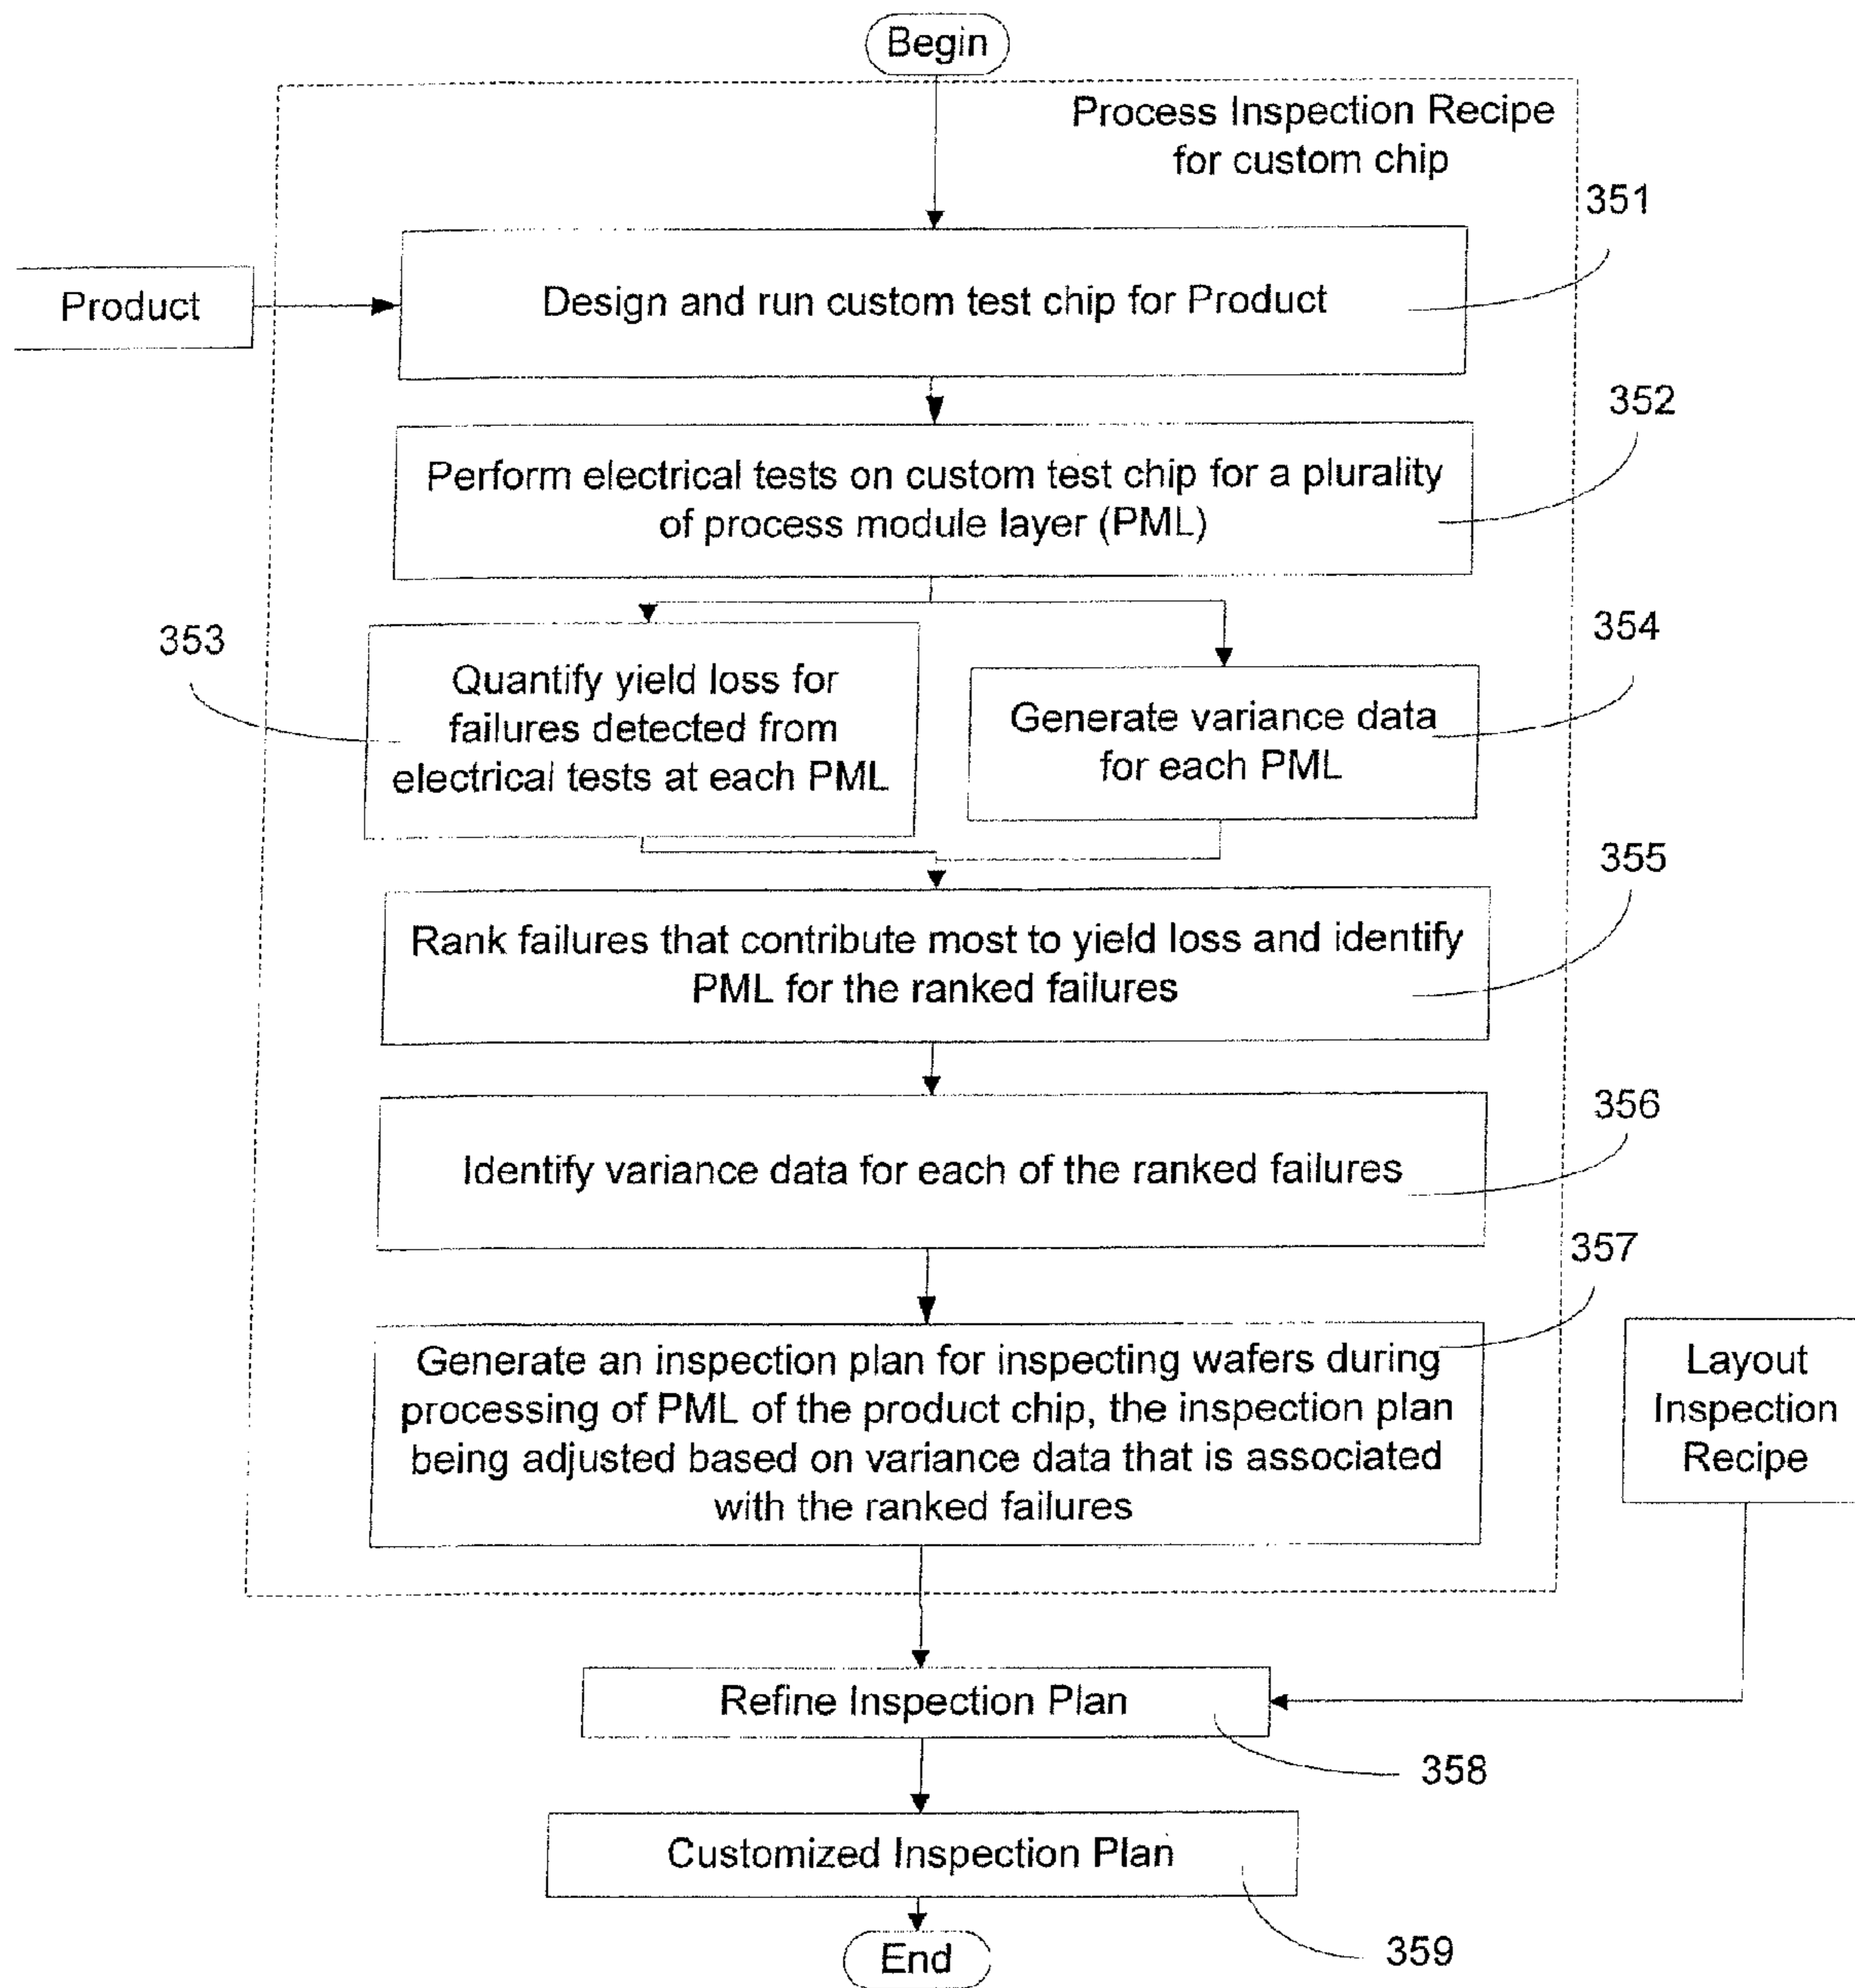 Begin
Process Inspection Recipe
for custom chip
351
Product
Design and run custom test chip for Product
352
Perform electrical tests on custom test chip for a plurality
of process module layer (PML)
353
354
Quantify yield loss for
failures detected from
electrical tests at each PML
Generate variance data
for each PML
355
Rank failures that contribute most to yield loss and identify
PML for the ranked failures
356
Identify variance data for each of the ranked failures
357
Generate an inspection plan for inspecting wafers during
processing of PML of the product chip, the inspection plan
being adjusted based on variance data that is associated
with the ranked failures
Layout
Inspection
Recipe
Refine Inspection Plan
358
Customized Inspection Plan
359
End